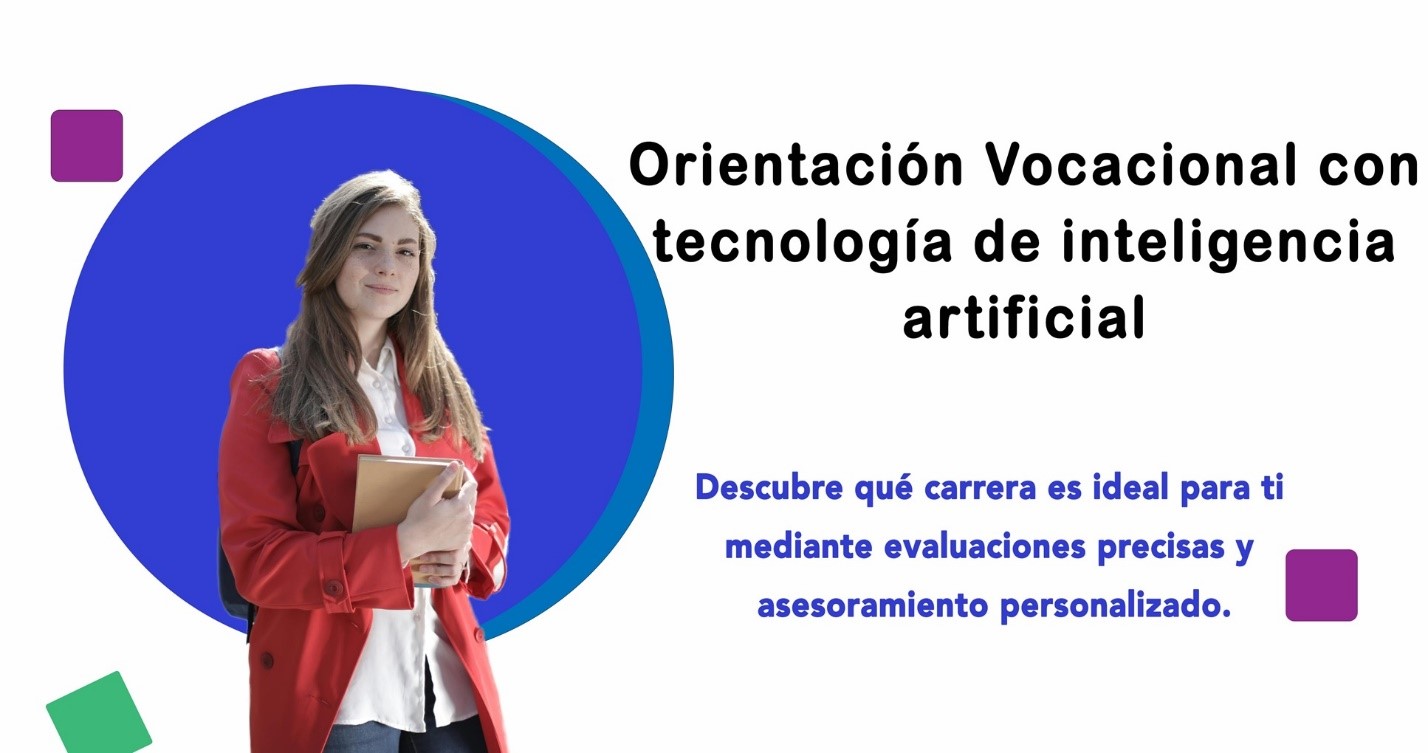 Orientación Vocacional con
tecnología de inteligencia
artificial
Descubre qué carrera es ideal para ti
mediante evaluaciones precisas y
asesoramiento personalizado.